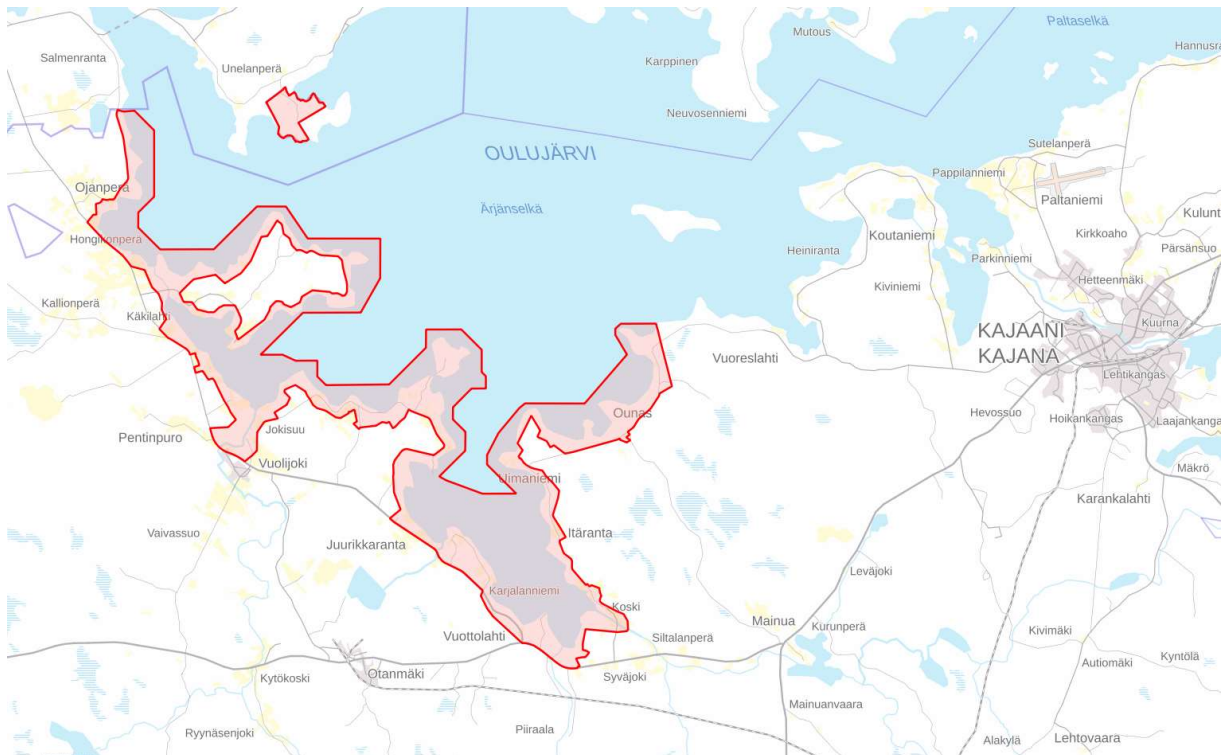 Paltaselkä
Mutous
Hannusra
Salmenranta
Karppinen
Unelanperä
Neuvosenniemi
Sutelanperä
OULUJÄRVI
Pappilanniemi
Ojanperä
Paltaniemi
Ärjänselkä
Kulunt
Koutaniemi
Kirkkoaho
Honginonperä
Heiniranta
Pärsänsuo
Parkinniemi
Hetteenmäki
Kiviniemi
Kallionperä
Käkilahti
Kuurna
KAJAANI
KAJANA
Vuoreslahti
Lehtikangas
Ounas
Hevossuo
Hoikankangas
Laajankangas
Jokisuu
Pentinpuro
Vuolijoki
Mäkrö
Uimaniemi
Karankalahti
Vaivassuo
Itäranta
Juurikkaranta
Leväjoki
Karjalanniemi
Koski
Mainua
Kurunperä
Kivimäki
Vuottolahti
Siltalanperä
Kyntölä
Autiomäki
Kytökoski
Otanmäki
Syväjoki
Mainuanvaara
Ryynäsenjoki
Piiraala
Alakylä
Lehtovaara